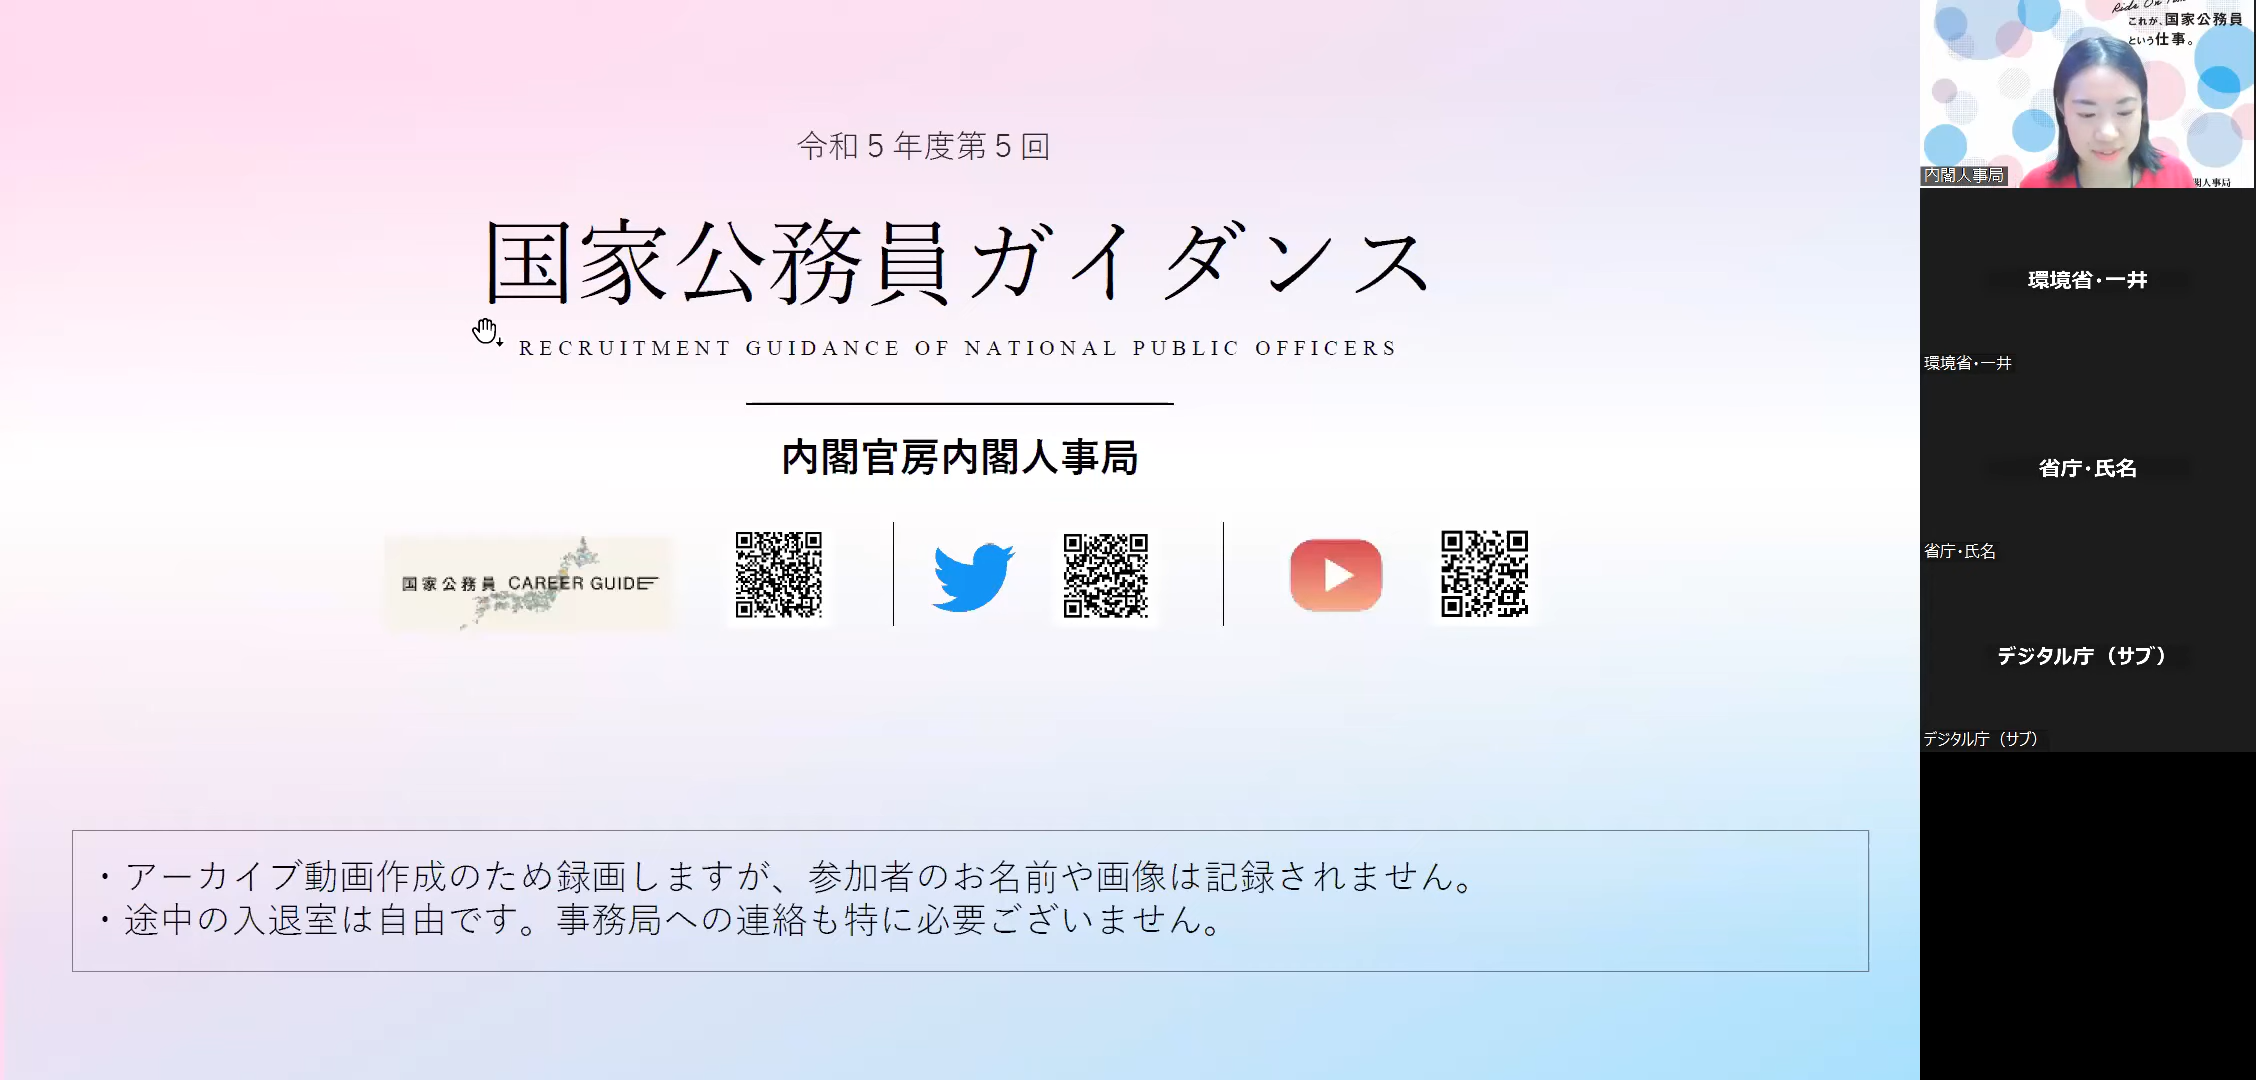 令和５年度第５回
国家公務員ガイダンス
RECRUITMENT GUIDANCE OF NATIONAL PUBLIC OFFICERS
内閣官房内閣人事局
国家公務員 CAREER GUIDE
・アーカイブ動画作成のため録画しますが、参加者のお名前や画像は記録されません。
・途中の入退室は自由です。事務局への連絡も特に必要ございません。
これが、国家公務員
という仕事。
内閣人事局
閣人事局
環境省・一井
環境省・一井
省庁・氏名
省庁・氏名
デジタル庁（サブ）
デジタル庁（サブ）